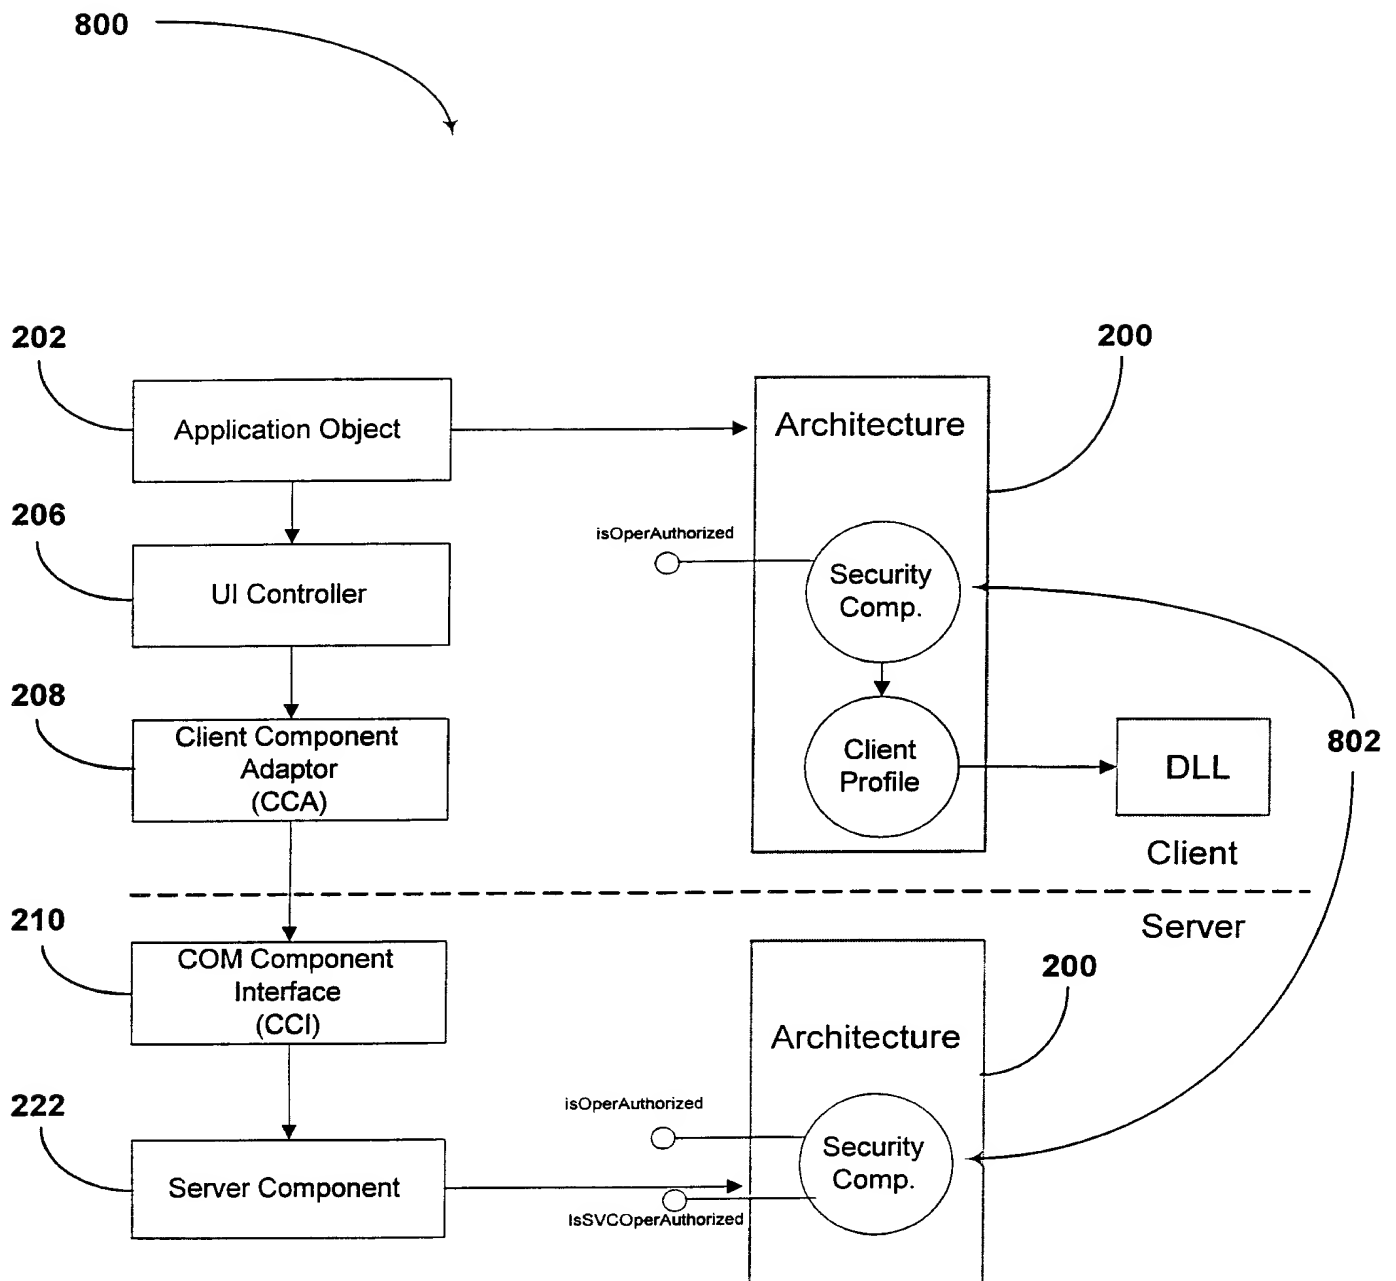 800
202
200
Application Object
Architecture
206
isOperAuthorized
UI Controller
Security
Comp.
208
Client Component
Adaptor
(CCA)
Client
Profile
DLL
802
Client
Server
210
COM Component
Interface
(CCI)
200
Architecture
222
isOperAuthorized
Security
Comp.
Server Component
IsSVCOperAuthorized